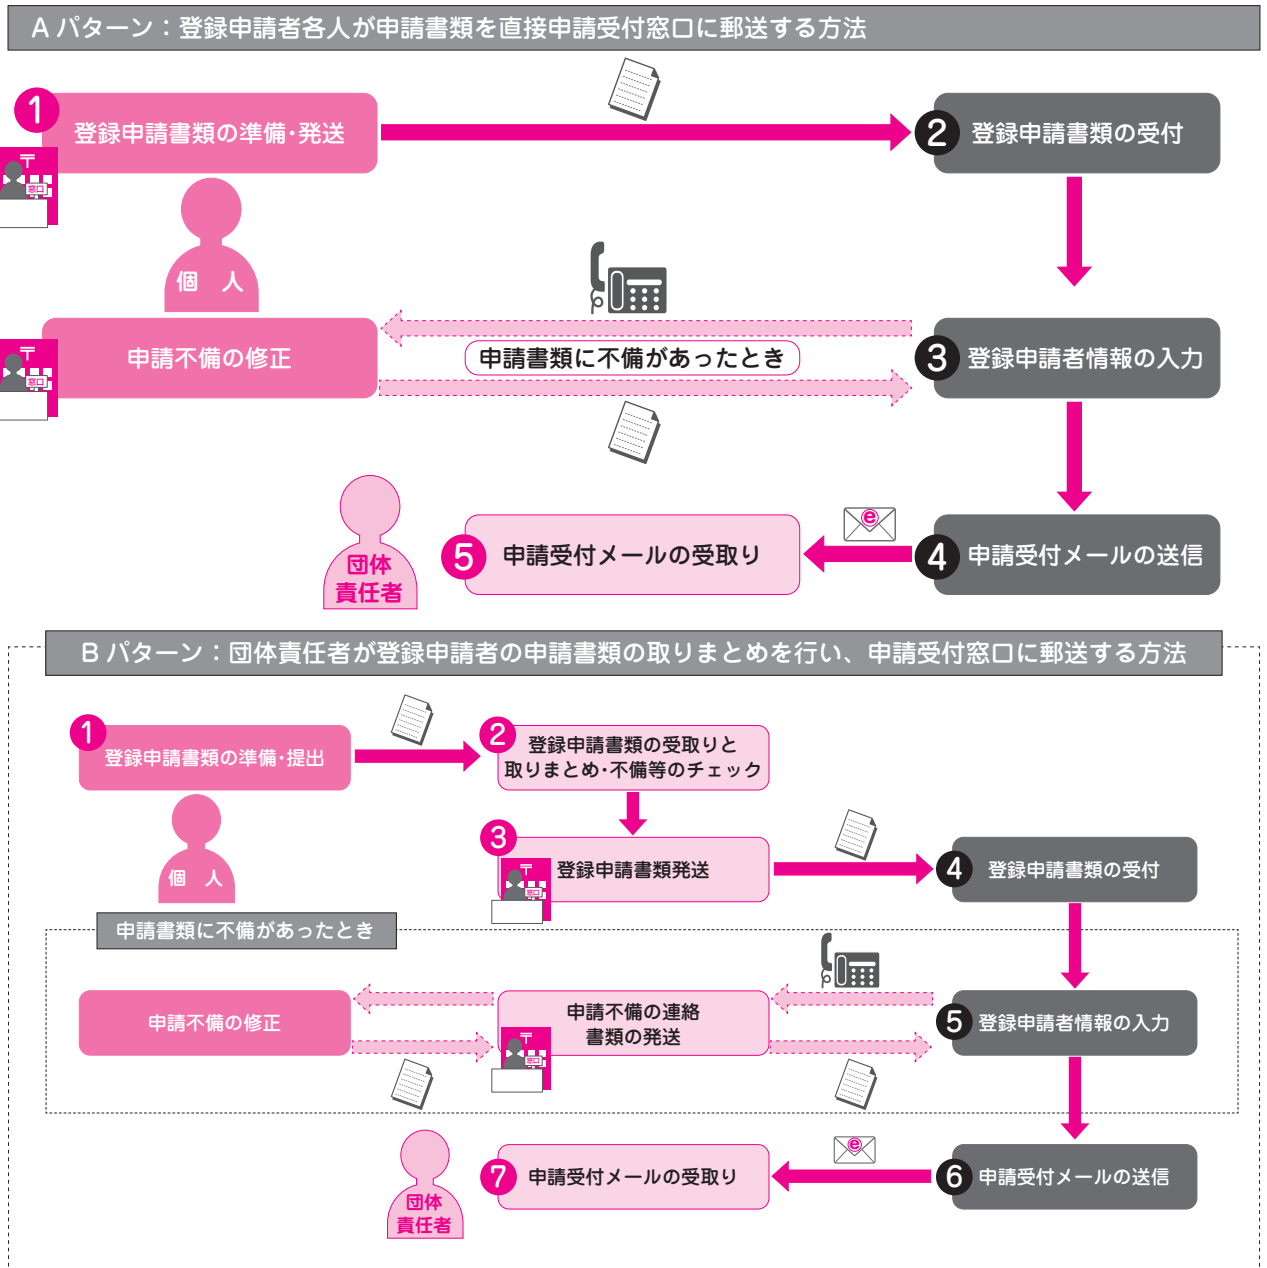 A パターン：登録申請者各人が申請書類を直接申請受付窓口に郵送する方法
1
登録申請書類の準備・発送
2
登録申請書類の受付
〒
窓口
個 人
申請不備の修正
〒
窓口
申請書類に不備があったとき
3
登録申請者情報の入力
団体
責任者
5
申請受付メールの受取り
e
4
申請受付メールの送信
B パターン：団体責任者が登録申請者の申請書類の取りまとめを行い、申請受付窓口に郵送する方法
1
登録申請書類の準備・提出
2
登録申請書類の受取りと
取りまとめ・不備等のチェック
個 人
3
登録申請書類発送
〒
窓口
4
登録申請書類の受付
申請書類に不備があったとき
申請不備の修正
申請不備の連絡
書類の発送
〒
窓口
5
登録申請者情報の入力
団体
責任者
7
申請受付メールの受取り
e
6
申請受付メールの送信